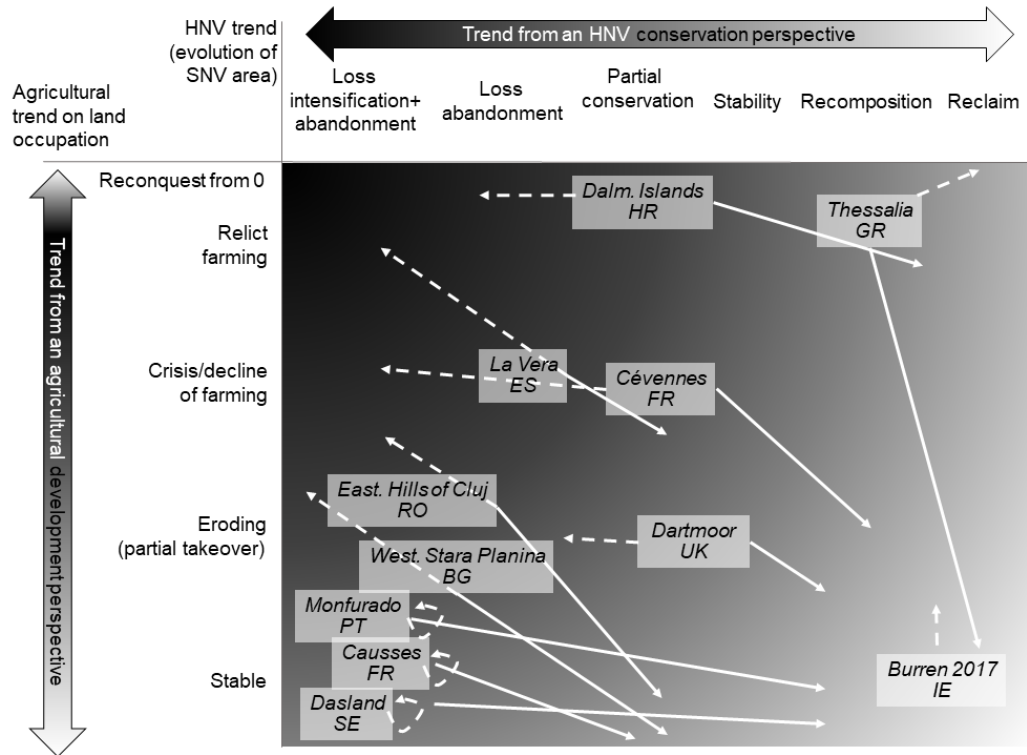 HNV trend
(evolution of
SNV area)
Trend from an HNV conservation perspective
Agricultural
trend on land
occupation
Loss
intensification+
abandonment
Loss
abandonment
Partial
conservation
Stability
Recomposition
Reclaim
Trend from an agricultural development perspective
Reconquest from 0
Relict
farming
Crisis/decline
of farming
Eroding
(partial takeover)
Stable
Dalm. Islands
HR
Thessalia
GR
La Vera
ES
Cévennes
FR
East. Hills of Cluj
RO
West. Stara Planina
BG
Dartmoor
UK
Monfurado
PT
Causses
FR
Dasland
SE
Burren 2017
IE